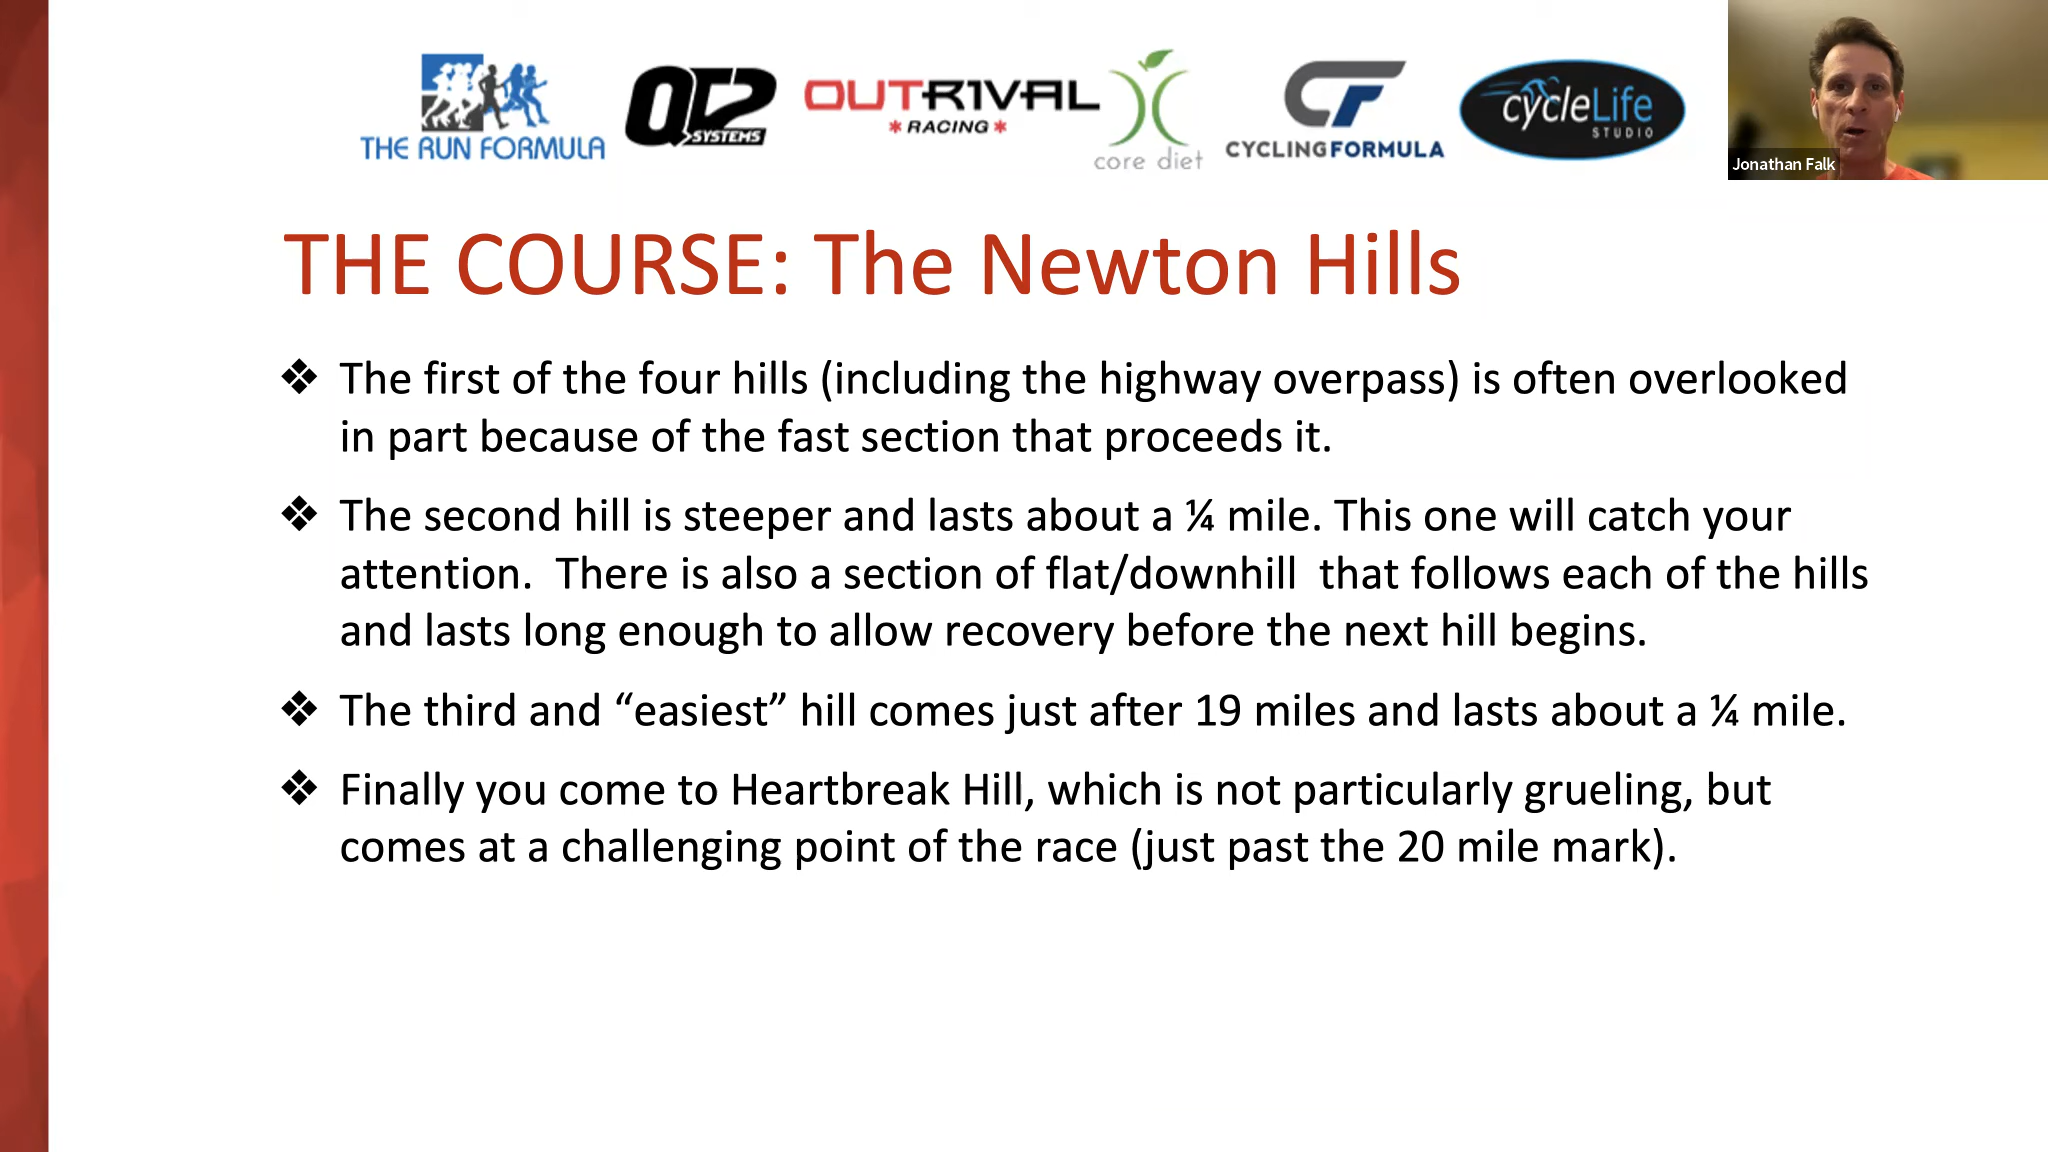 THE RUN FORMULA
QT2
SYSTEMS
OUTRIVAL
RACING
core diet
CYCLINGFORMULA
cycleLife
STUDIO
Jonathan Falk
THE COURSE: The Newton Hills
❖ The first of the four hills (including the highway overpass) is often overlooked
in part because of the fast section that proceeds it.
❖ The second hill is steeper and lasts about a ¼ mile. This one will catch your
attention.  There is also a section of flat/downhill  that follows each of the hills
and lasts long enough to allow recovery before the next hill begins.
❖ The third and “easiest” hill comes just after 19 miles and lasts about a ¼ mile.
❖ Finally you come to Heartbreak Hill, which is not particularly grueling, but
comes at a challenging point of the race (just past the 20 mile mark).